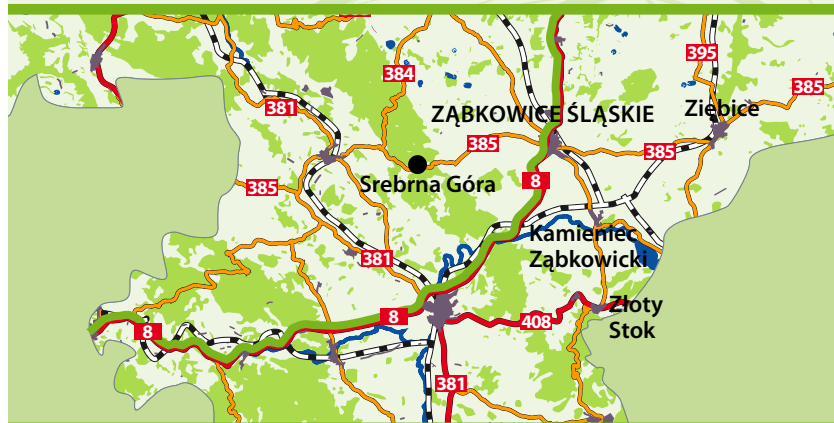 395
384
385
381
ZĄBKOWICE ŚLĄSKIE
Ziębice
385
385
385
Srebrna Góra
8
Kamieniec
Ząbkowicki
381
Złoty
Stok
8
408
8
381